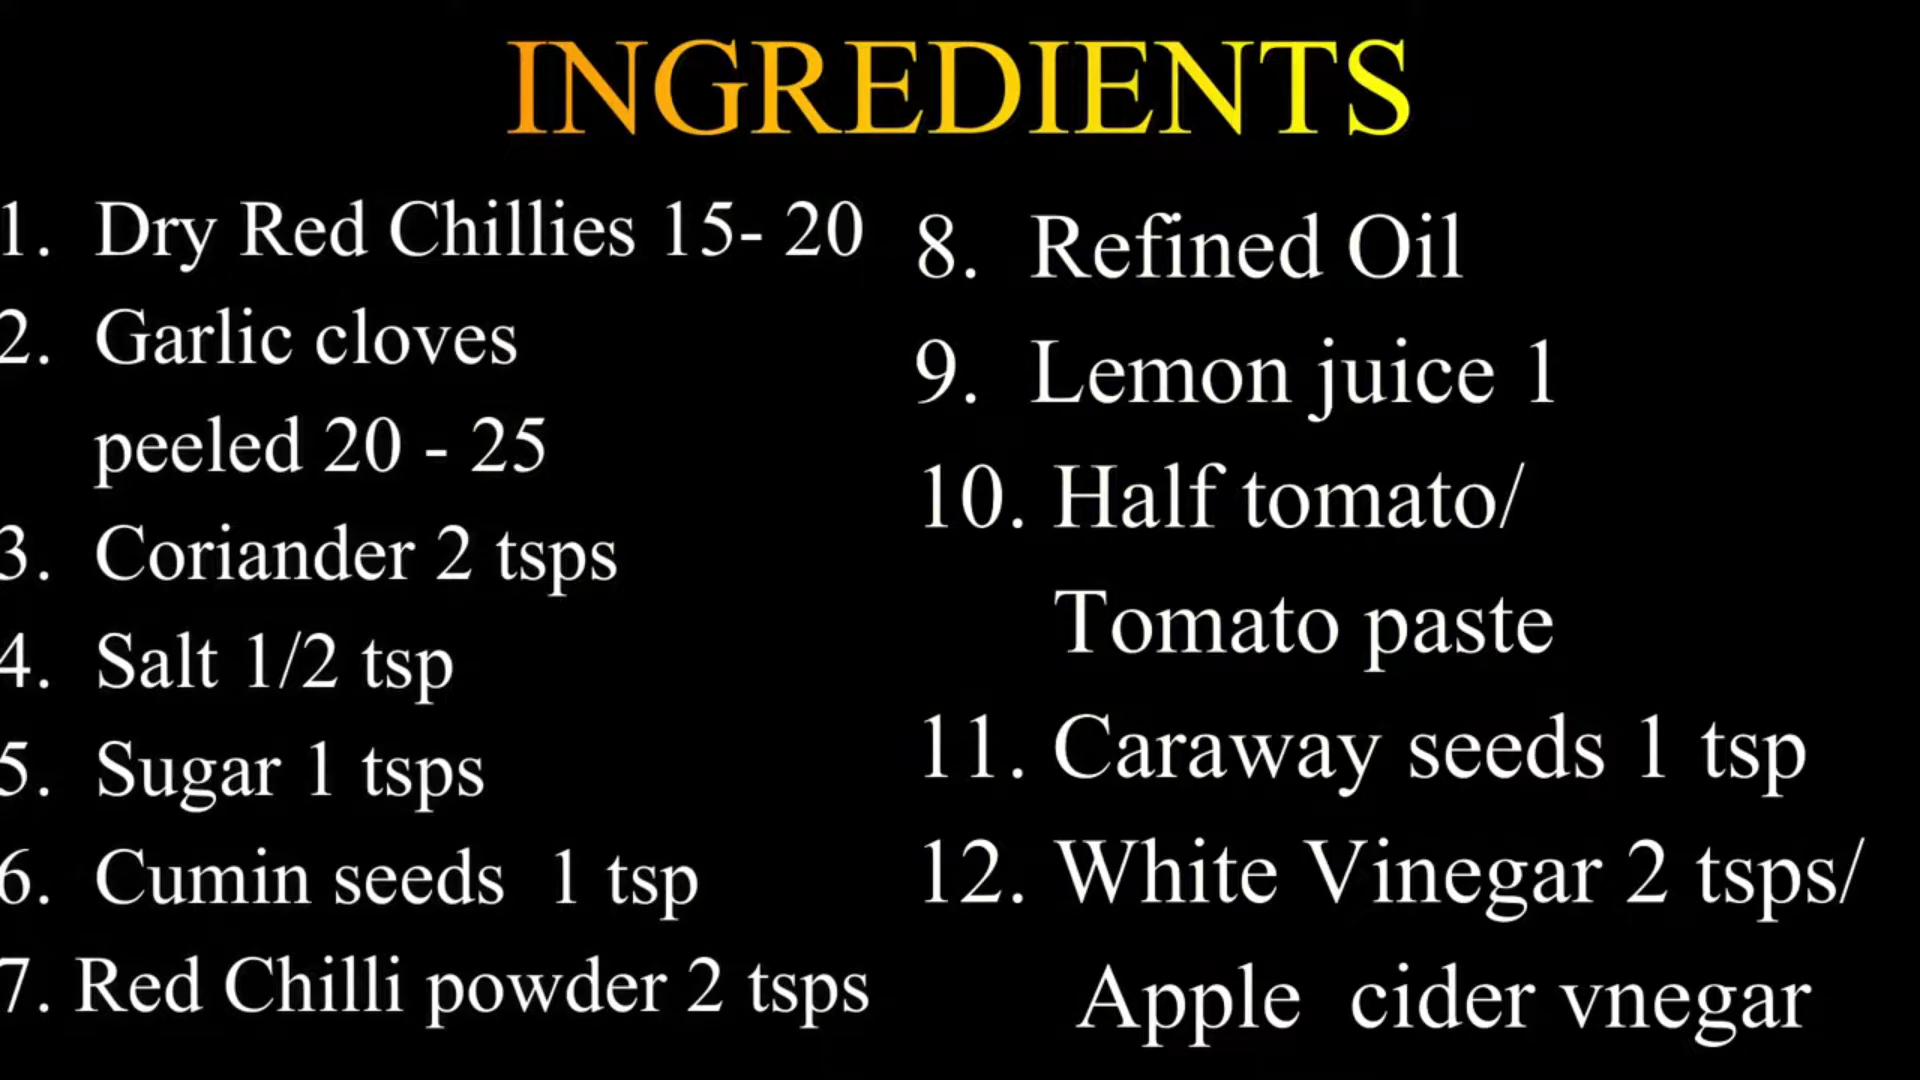 INGREDIENTS
1. Dry Red Chillies 15- 20
2. Garlic cloves
peeled 20 - 25
3. Coriander 2 tsps
4. Salt 1/2 tsp
5. Sugar 1 tsps
6. Cumin seeds 1 tsp
7. Red Chilli powder 2 tsps
8. Refined Oil
9. Lemon juice 1
10. Half tomato/
Tomato paste
11. Caraway seeds 1 tsp
12. White Vinegar 2 tsps/
Apple cider vnegar